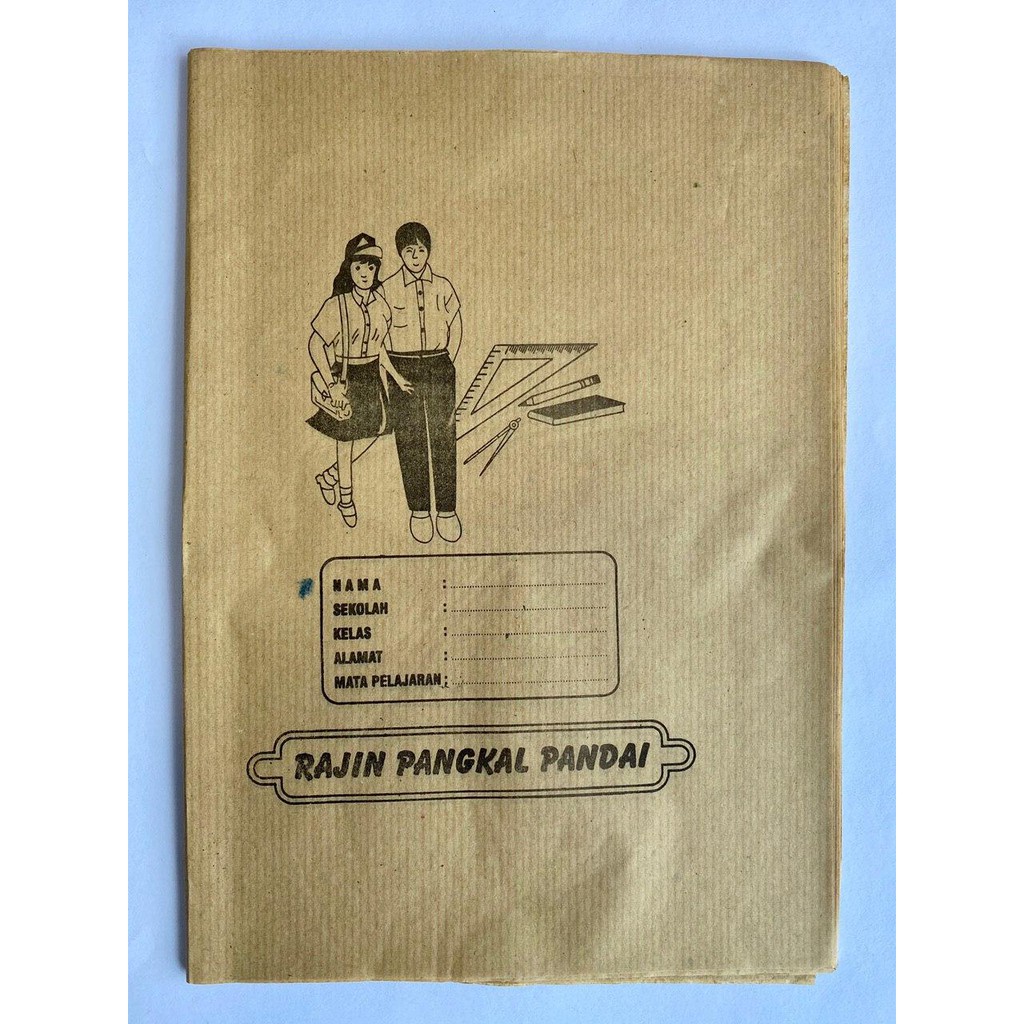 NAMA :
SEKOLAH :
KELAS :
ALAMAT :
MATA PELAJARAN :
RAJIN PANGKAL PANDAI